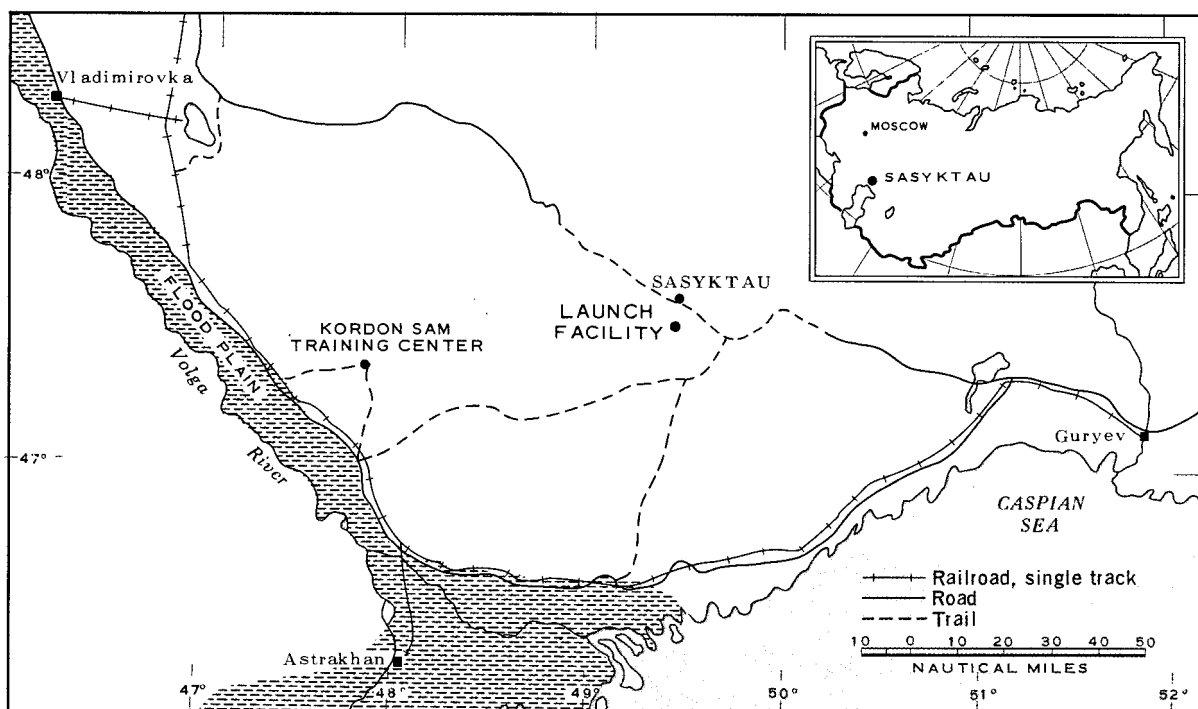 Vladimirovka
48°
MOSCOW
SASYKTAU
SASYKTAU
LAUNCH
FACILITY
KORDON SAM
TRAINING CENTER
FLOOD PLAIN
Volga
River
47°
Guryev
CASPIAN
SEA
Railroad, single track
Road
Trail
10 0 10 20 30 40 50
NAUTICAL MILES
Astrakhan
47° 48° 49° 50° 51° 52°